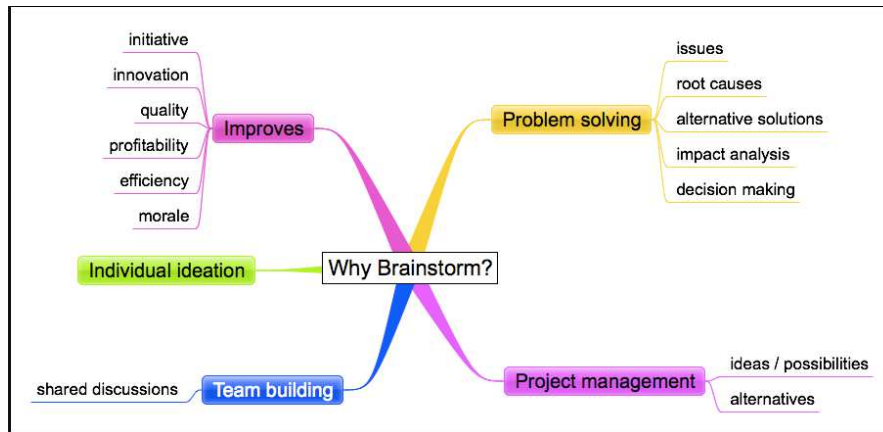 Why Brainstorm?
Improves
initiative
innovation
quality
profitability
efficiency
morale
Individual ideation
Team building
shared discussions
Problem solving
issues
root causes
alternative solutions
impact analysis
decision making
Project management
ideas / possibilities
alternatives